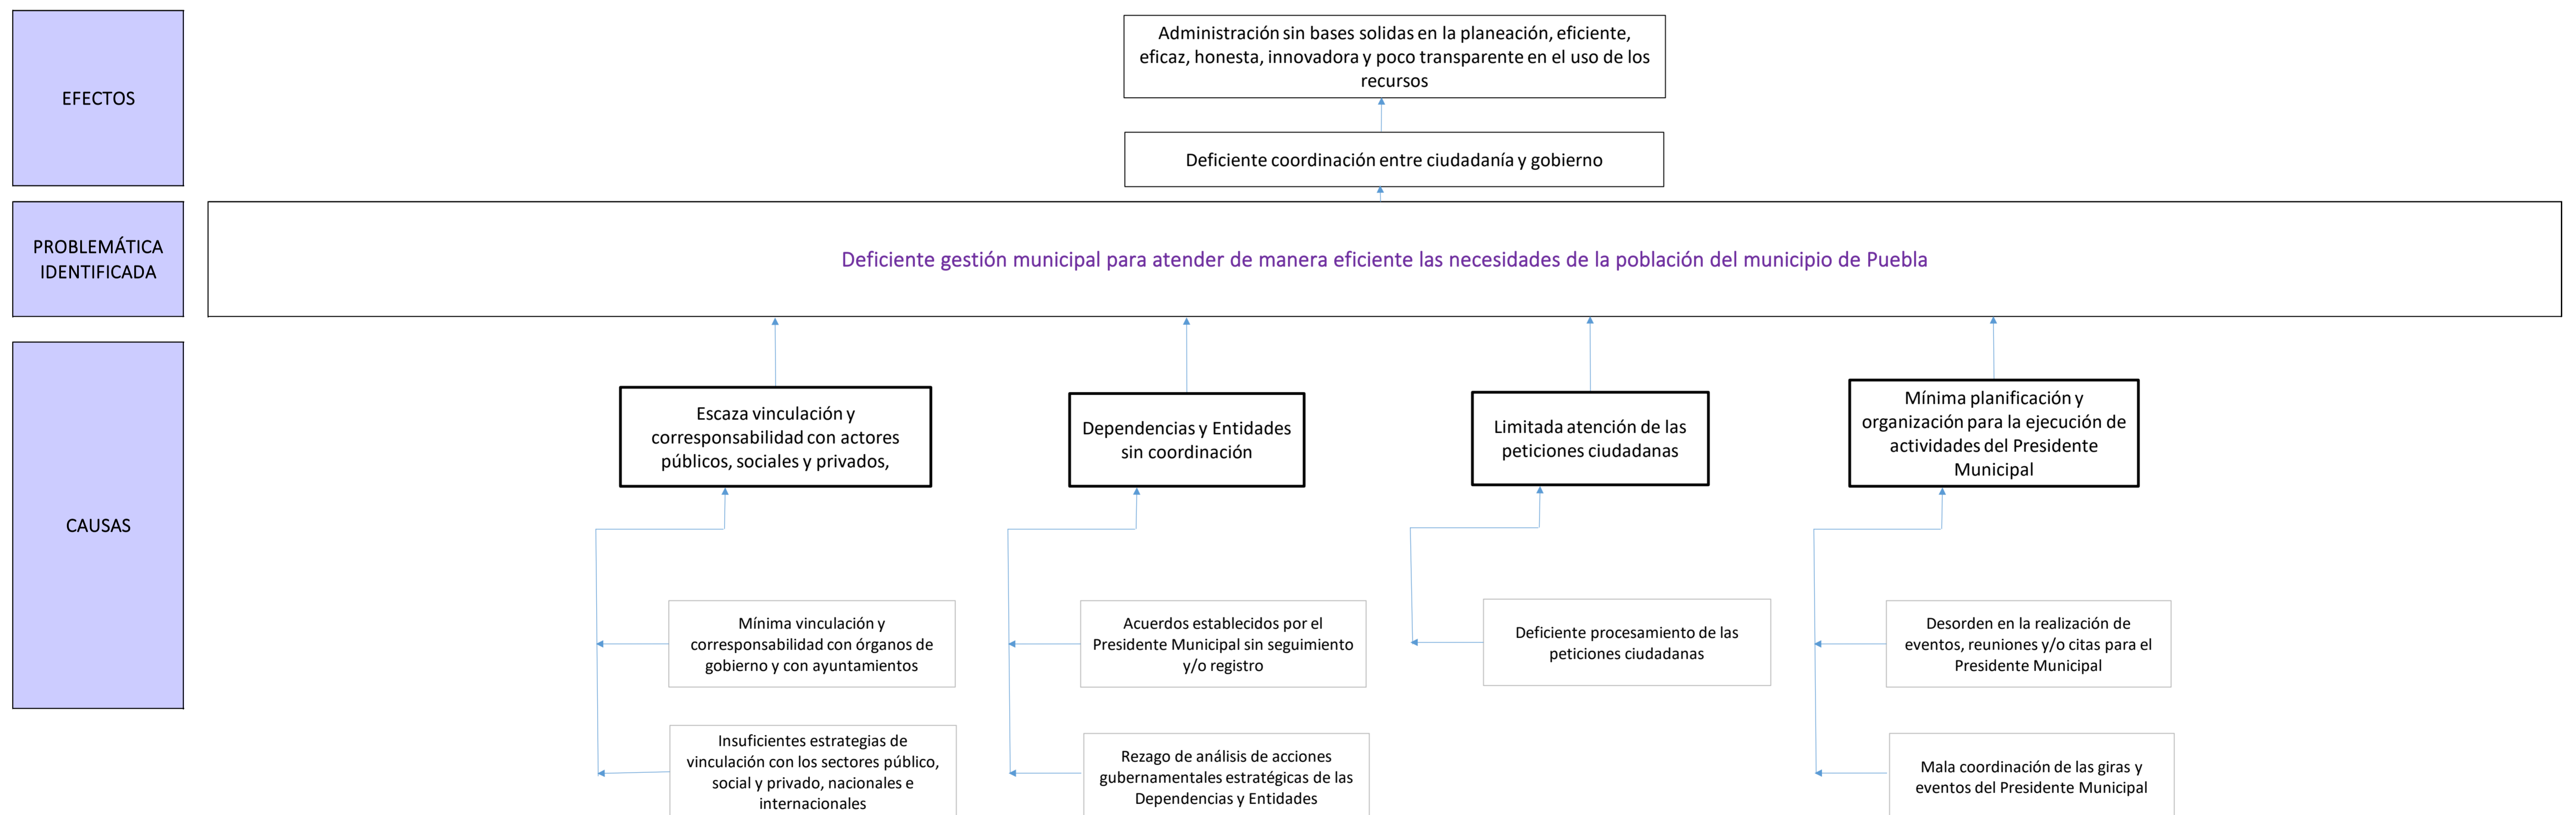 EFECTOS
Administración sin bases solidas en la planeación, eficiente,
eficaz, honesta, innovadora y poco transparente en el uso de los
recursos
Deficiente coordinación entre ciudadanía y gobierno
PROBLEMÁTICA
IDENTIFICADA
Deficiente gestión municipal para atender de manera eficiente las necesidades de la población del municipio de Puebla
CAUSAS
Escaza vinculación y
corresponsabilidad con actores
públicos, sociales y privados,
Dependencias y Entidades
sin coordinación
Limitada atención de las
peticiones ciudadanas
Mínima planificación y
organización para la ejecución de
actividades del Presidente
Municipal
Mínima vinculación y
corresponsabilidad con órganos de
gobierno y con ayuntamientos
Acuerdos establecidos por el
Presidente Municipal sin seguimiento
y/o registro
Deficiente procesamiento de las
peticiones ciudadanas
Desorden en la realización de
eventos, reuniones y/o citas para el
Presidente Municipal
Insuficientes estrategias de
vinculación con los sectores público,
social y privado, nacionales e
internacionales
Rezago de análisis de acciones
gubernamentales estratégicas de las
Dependencias y Entidades
Mala coordinación de las giras y
eventos del Presidente Municipal